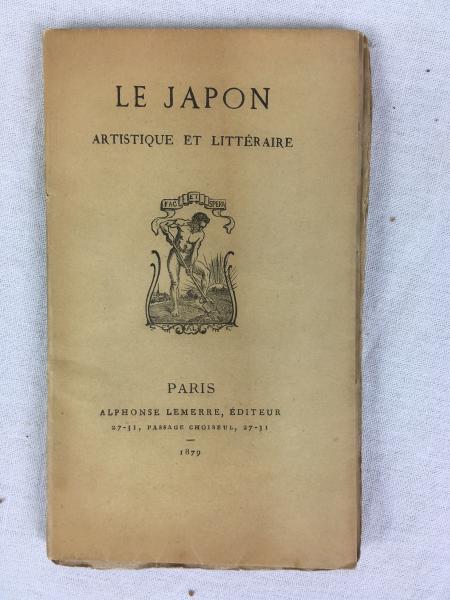 LE JAPON
ARTISTIQUE ET LITTÉRAIRE
FAC ET SPERA
AL
PARIS
ALPHONSE LEMERRE, ÉDITEUR
27-31, PASSAGE CHOISEUL, 27-31
1879